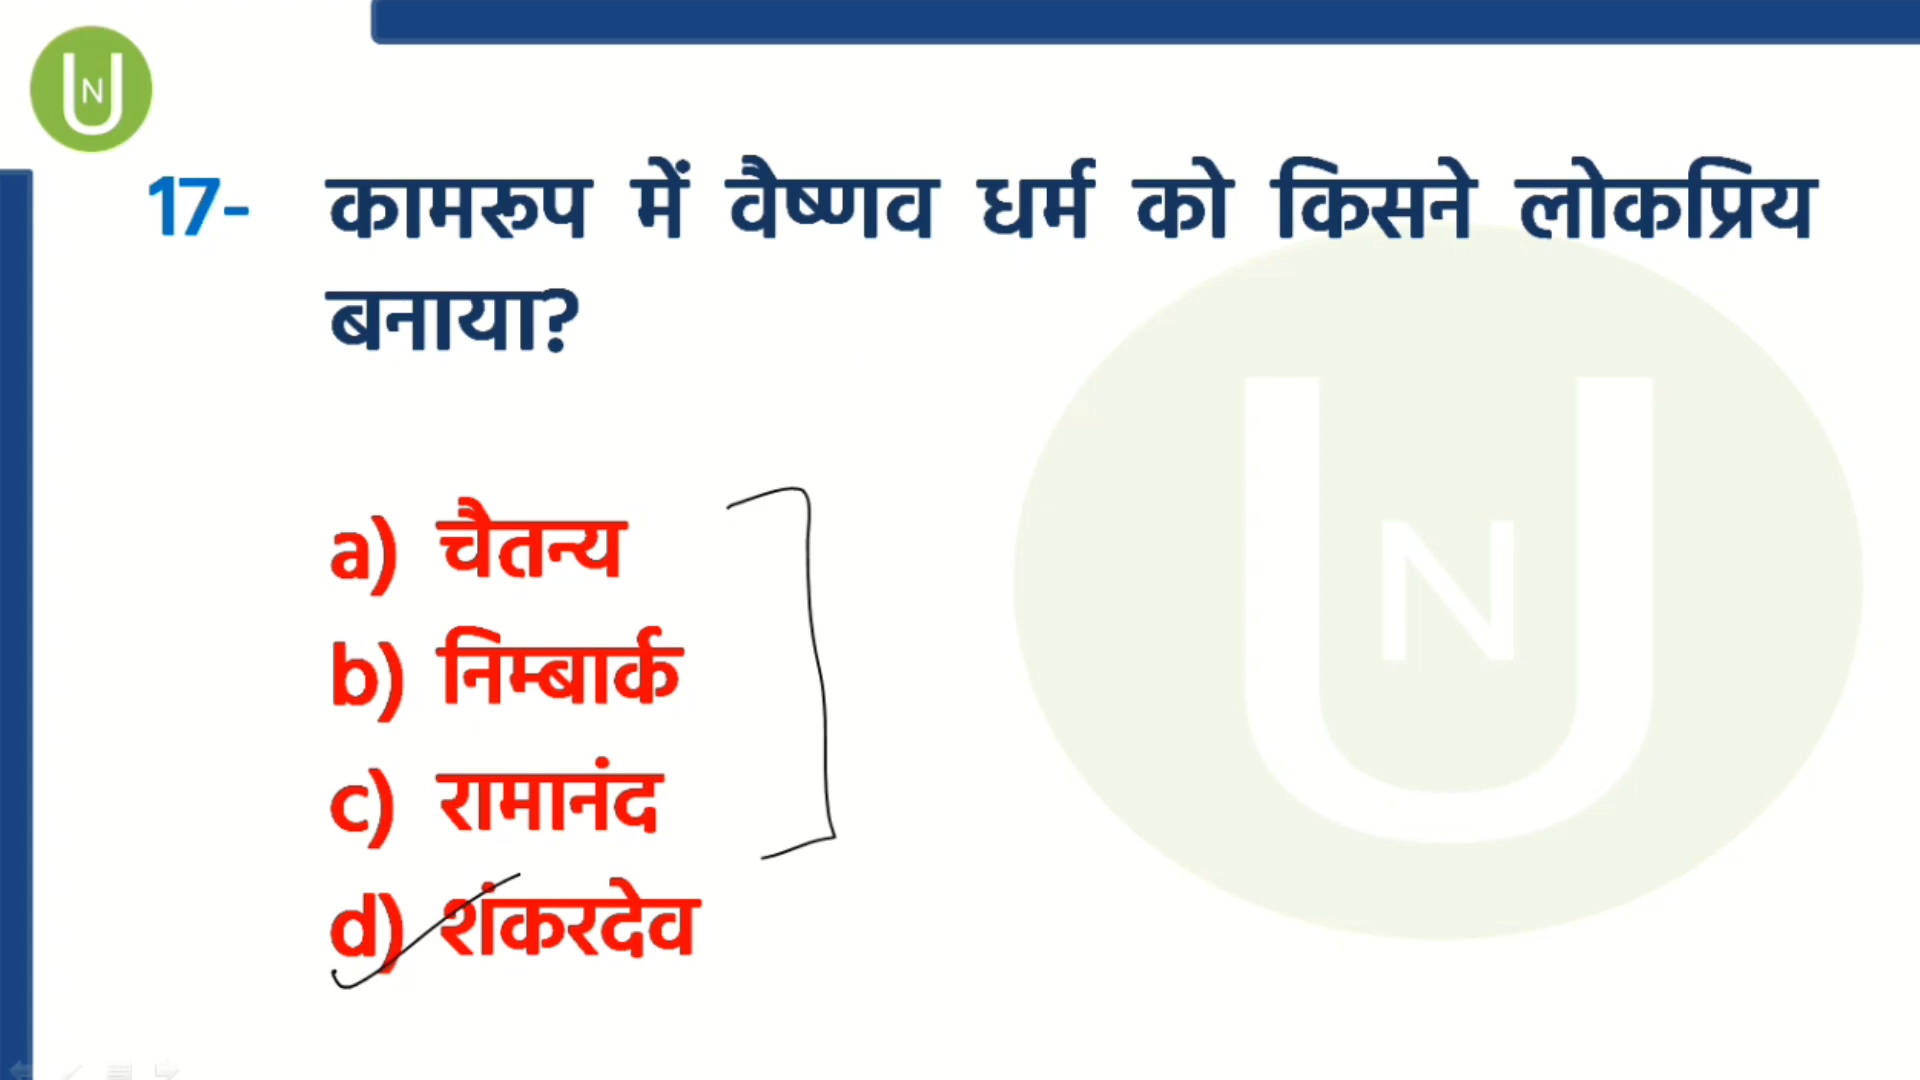 U
N
17- कामरूप में वैष्णव धर्म को किसने लोकप्रिय
बनाया?
a) चैतन्य
b) निम्बार्क
c) रामानंद
d) शंकरदेव
U
N